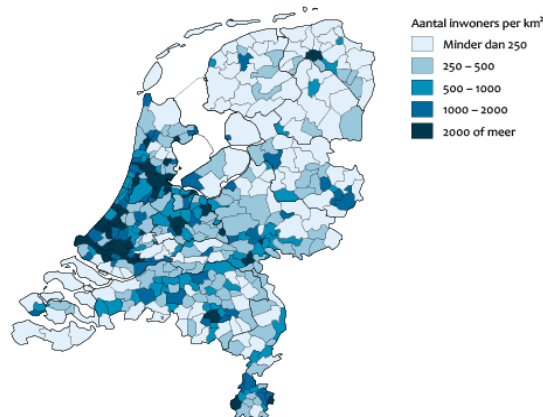 Aantal inwoners per km²
Minder dan 250
250 – 500
500 – 1000
1000 – 2000
2000 of meer